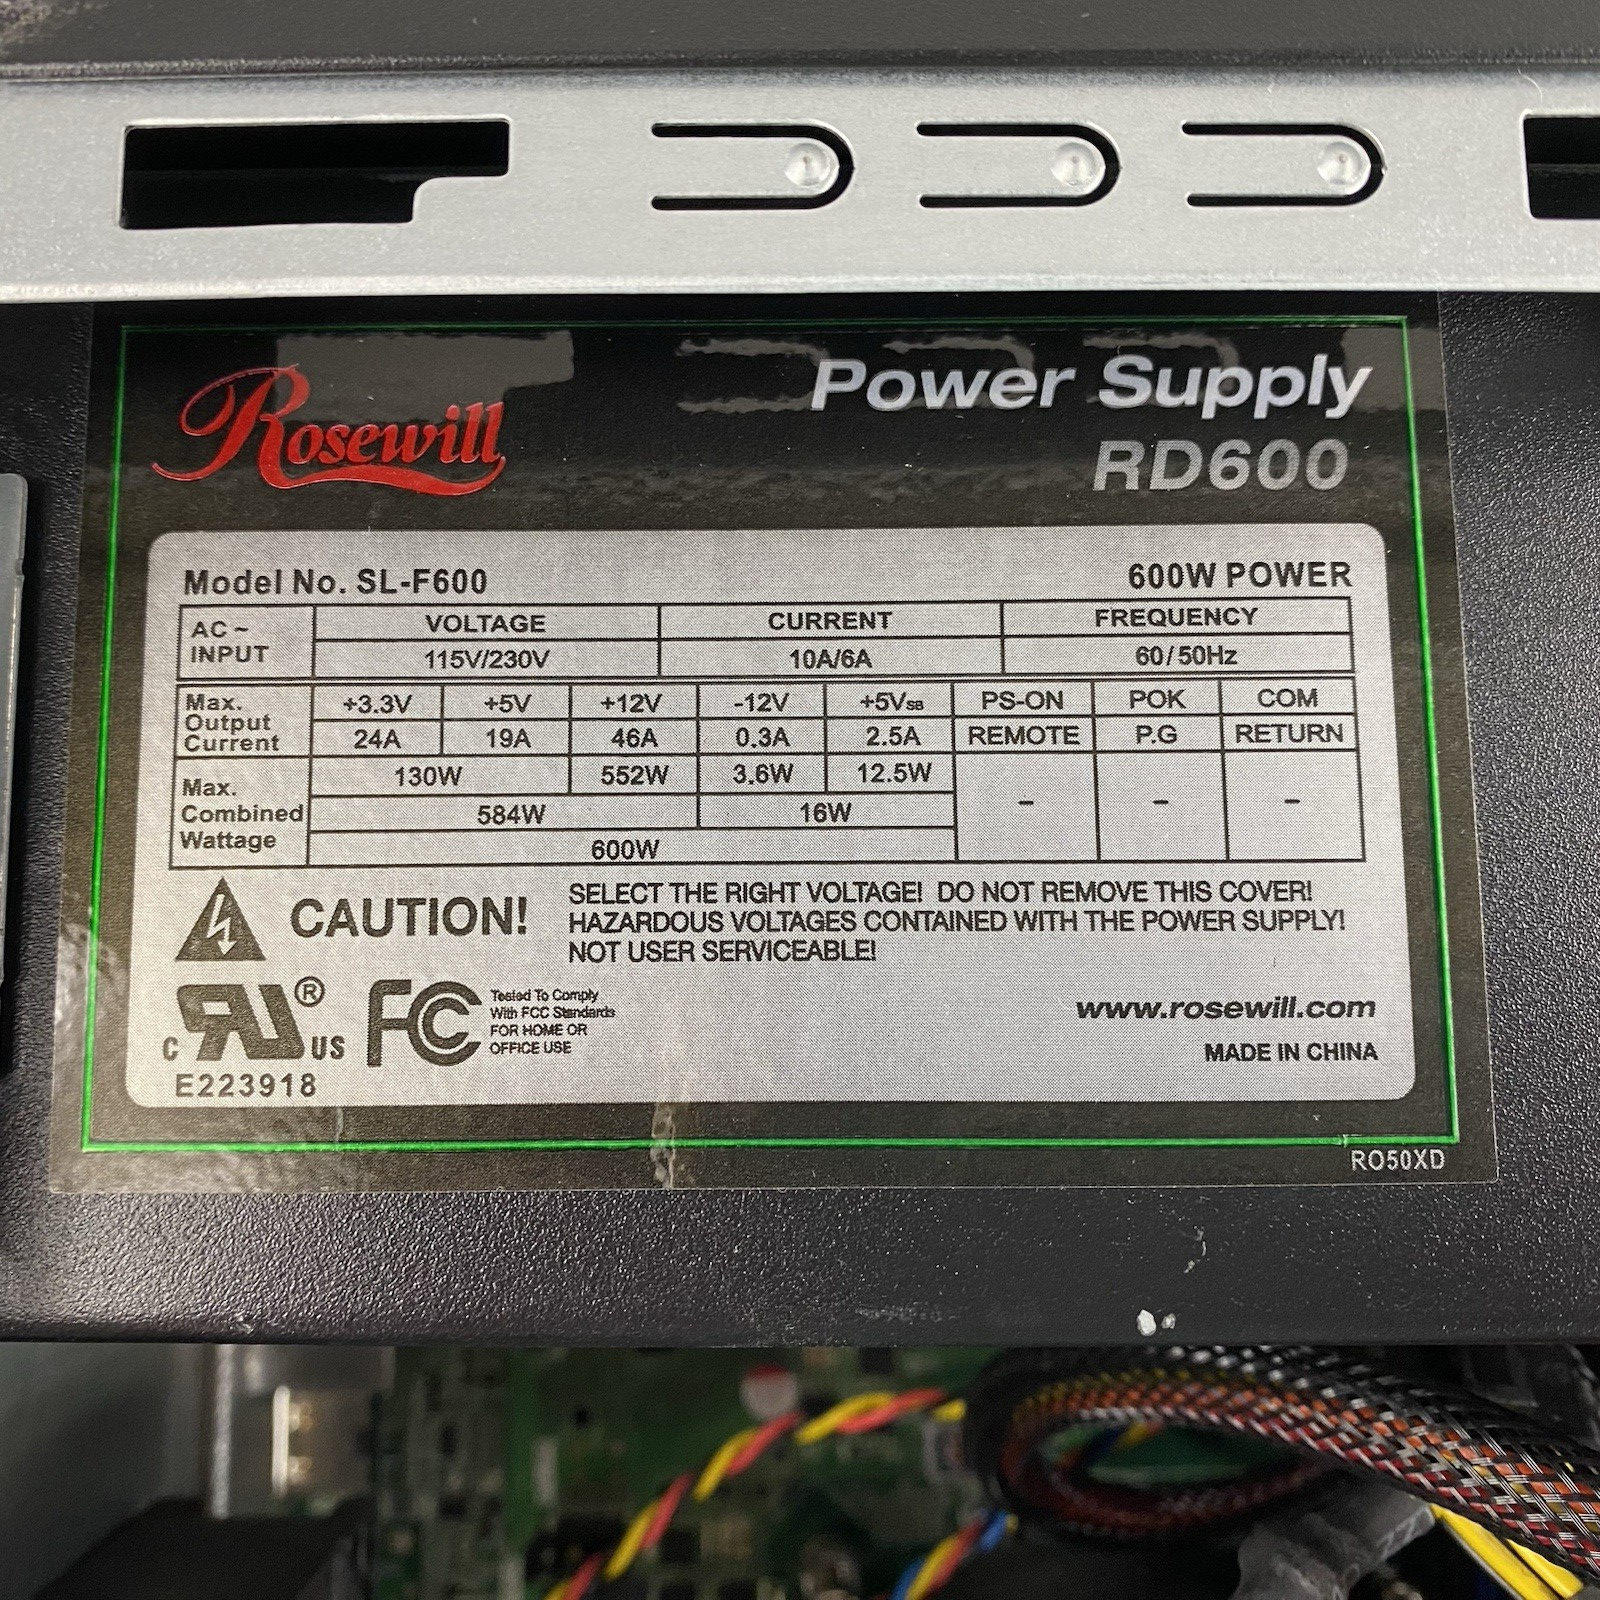 Rosewill
Power Supply
RD600
Model No. SL-F600 600W POWER
AC ~ INPUT VOLTAGE CURRENT FREQUENCY
115V/230V 10A/6A 60/50Hz
Max. Output Current +3.3V +5V +12V -12V +5VSB PS-ON POK COM
24A 19A 46A 0.3A 2.5A REMOTE P.G RETURN
Max. Combined Wattage 130W 552W 3.6W 12.5W - - -
584W 16W
600W
CAUTION!
SELECT THE RIGHT VOLTAGE! DO NOT REMOVE THIS COVER!
HAZARDOUS VOLTAGES CONTAINED WITH THE POWER SUPPLY!
NOT USER SERVICEABLE!
C RU ® US
E223918
FC
Tested To Comply
With FCC Standards
FOR HOME OR
OFFICE USE
www.rosewill.com
MADE IN CHINA
RO50XD